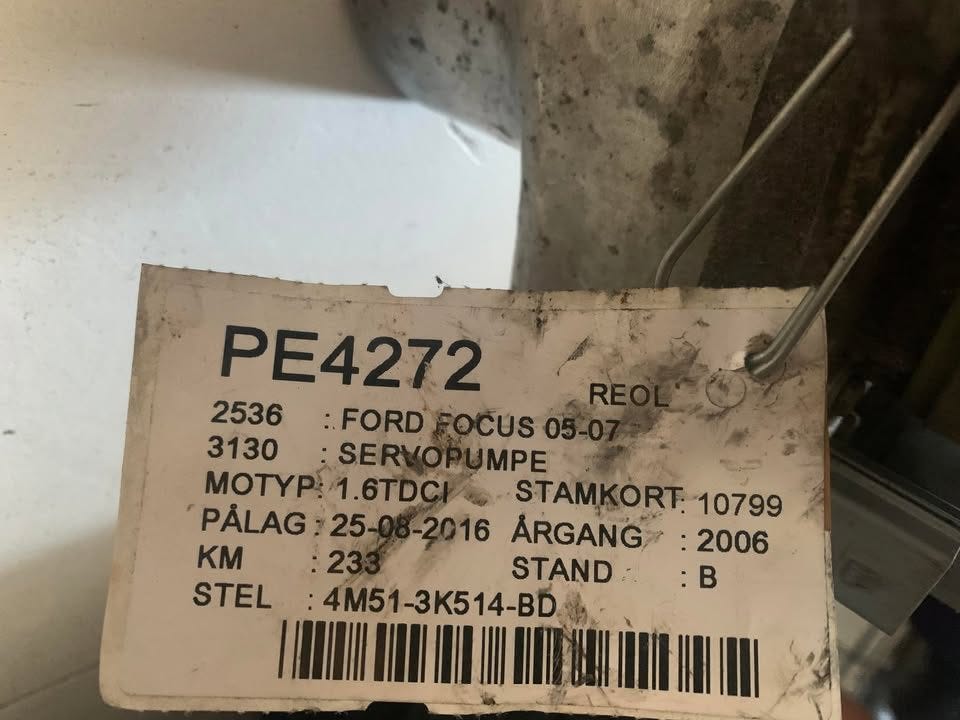 PE4272
REOL
2536 : FORD FOCUS 05-07
3130 : SERVOPUMPE
MOTYP: 1.6TDCI STAMKORT: 10799
PÅLAG : 25-08-2016 ÅRGANG : 2006
KM : 233 STAND : B
STEL : 4M51-3K514-BD